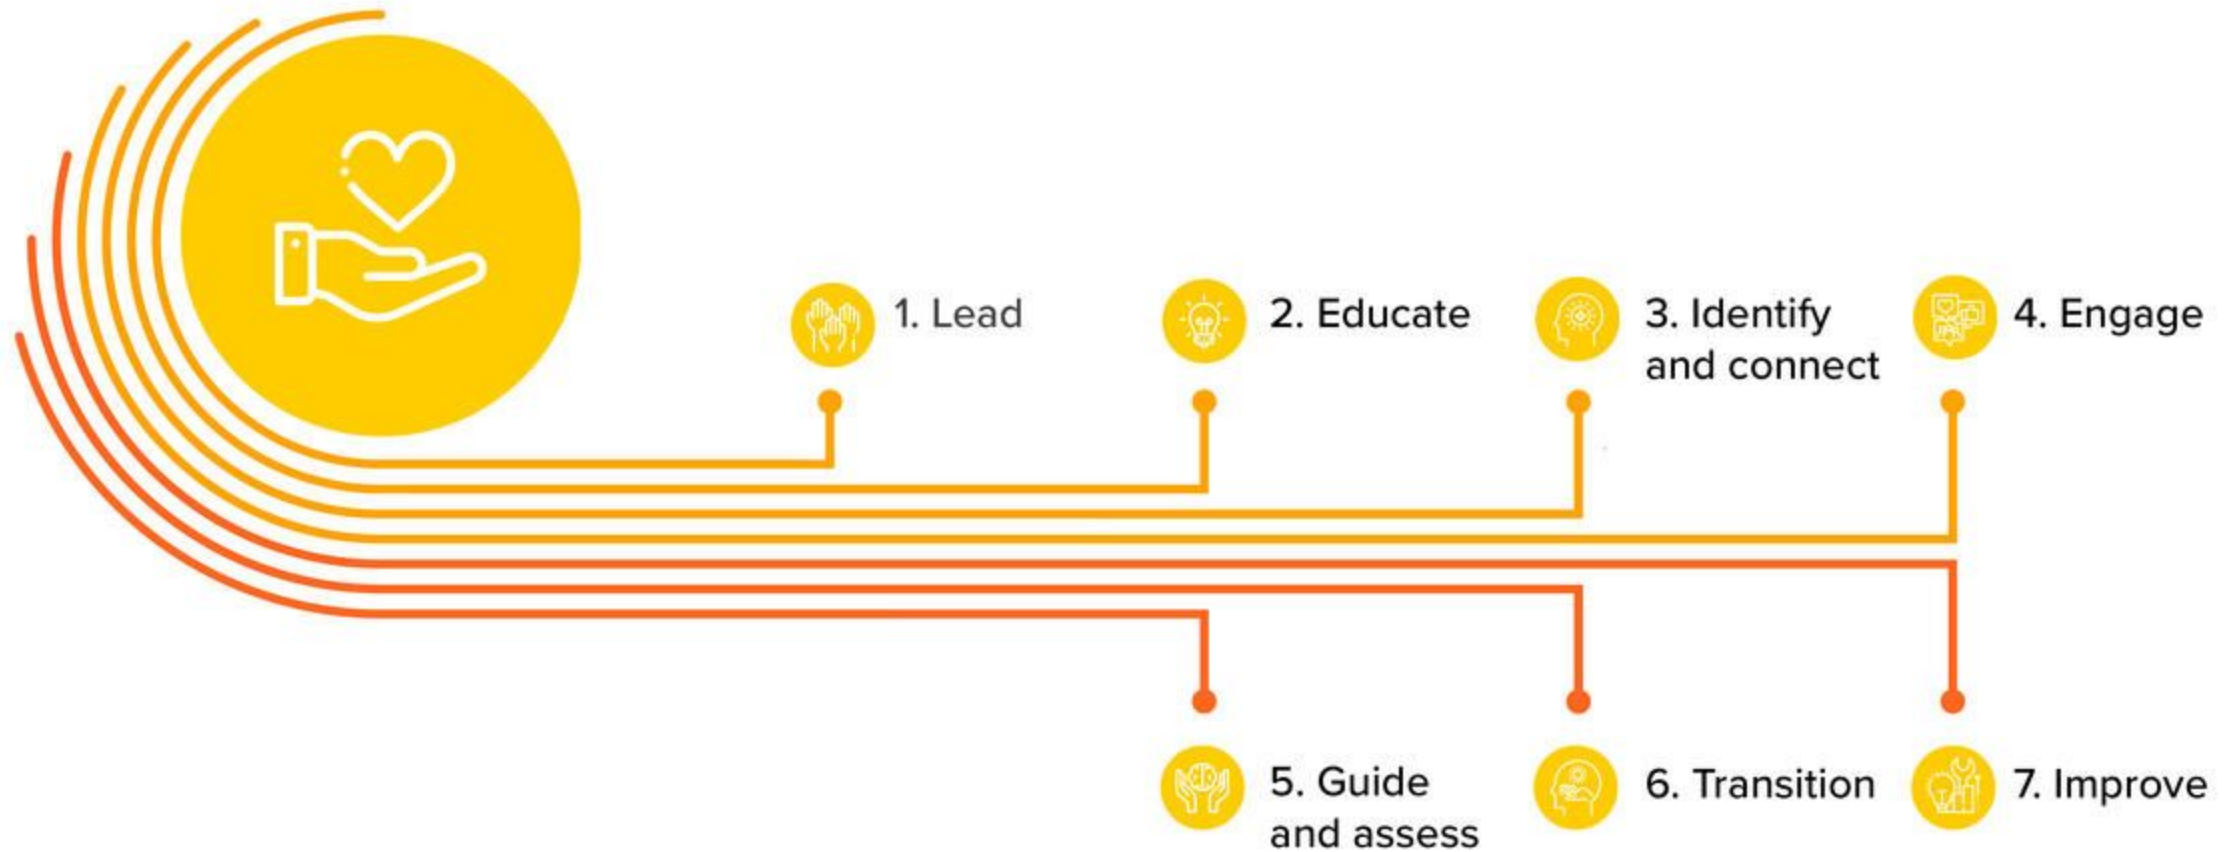 1. Lead
2. Educate
3. Identify
and connect
4. Engage
5. Guide
and assess
6. Transition
7. Improve